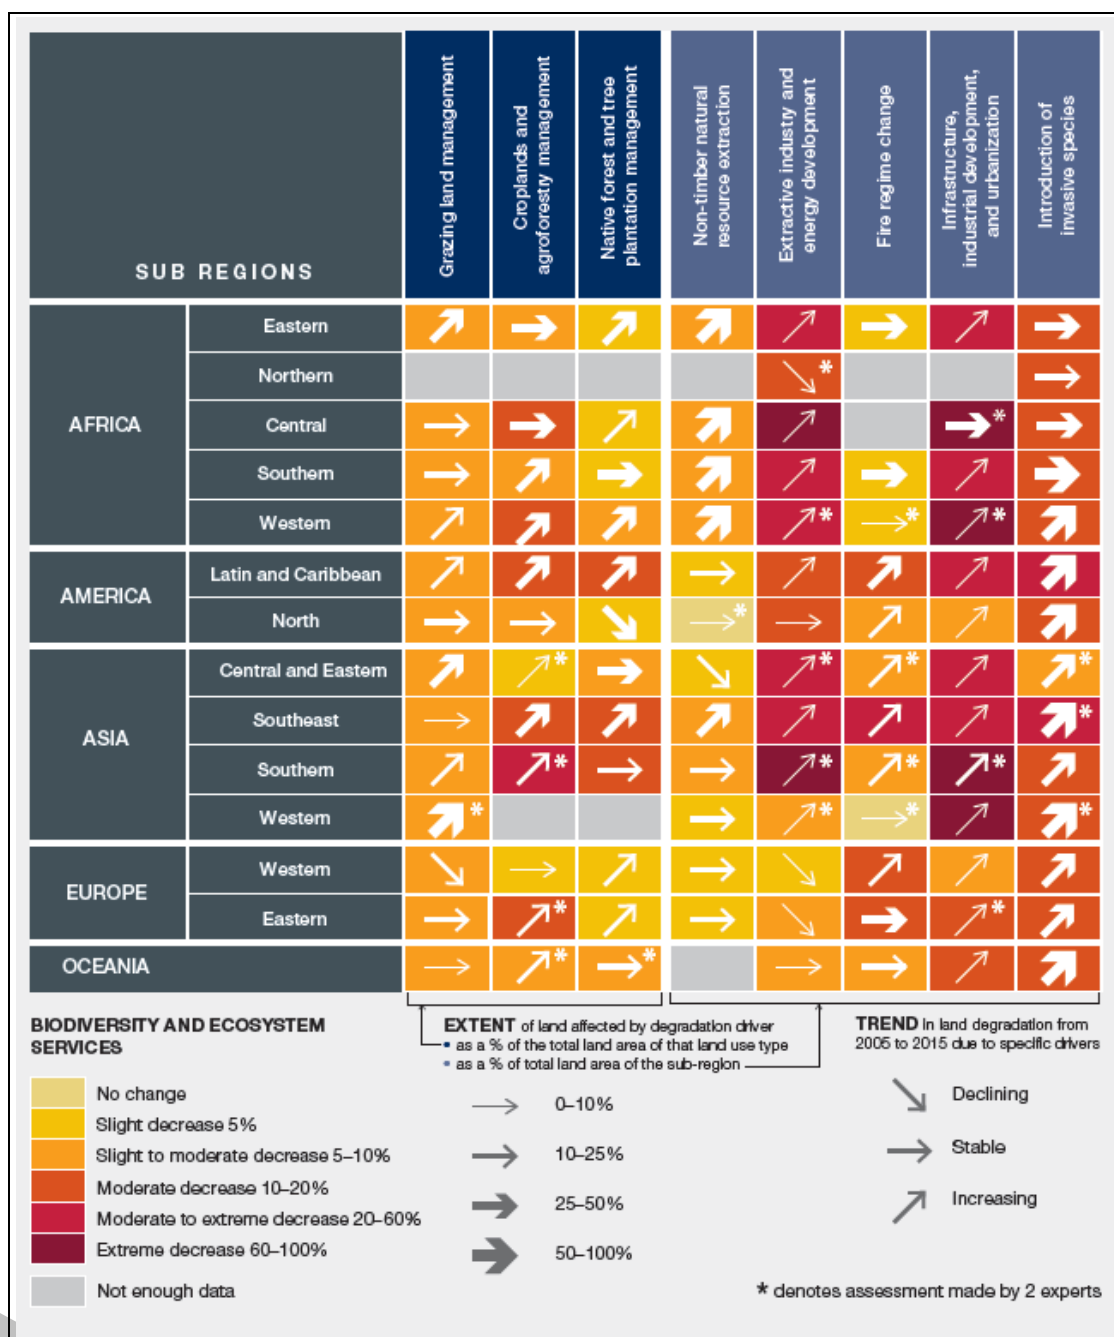 SUB REGIONS
Grazing land management
Croplands and
agroforestry management
Native forest and tree
plantation management
Non-timber natural
resource extraction
Extractive industry and
energy development
Fire regime change
Infrastructure,
industrial development,
and urbanization
Introduction of
invasive species
AFRICA
Eastern
Northern
*
Central
*
Southern
Western
* * *
AMERICA
Latin and Caribbean
North
*
ASIA
Central and Eastern
* * * *
Southeast
*
Southern
* * * *
Western
* * * *
EUROPE
Western
Eastern
* *
OCEANIA
* *
BIODIVERSITY AND ECOSYSTEM
SERVICES
No change
Slight decrease 5%
Slight to moderate decrease 5–10%
Moderate decrease 10–20%
Moderate to extreme decrease 20–60%
Extreme decrease 60–100%
Not enough data
EXTENT of land affected by degradation driver
• as a % of the total land area of that land use type
• as a % of total land area of the sub-region
0–10%
10–25%
25–50%
50–100%
TREND in land degradation from
2005 to 2015 due to specific drivers
Declining
Stable
Increasing
* denotes assessment made by 2 experts